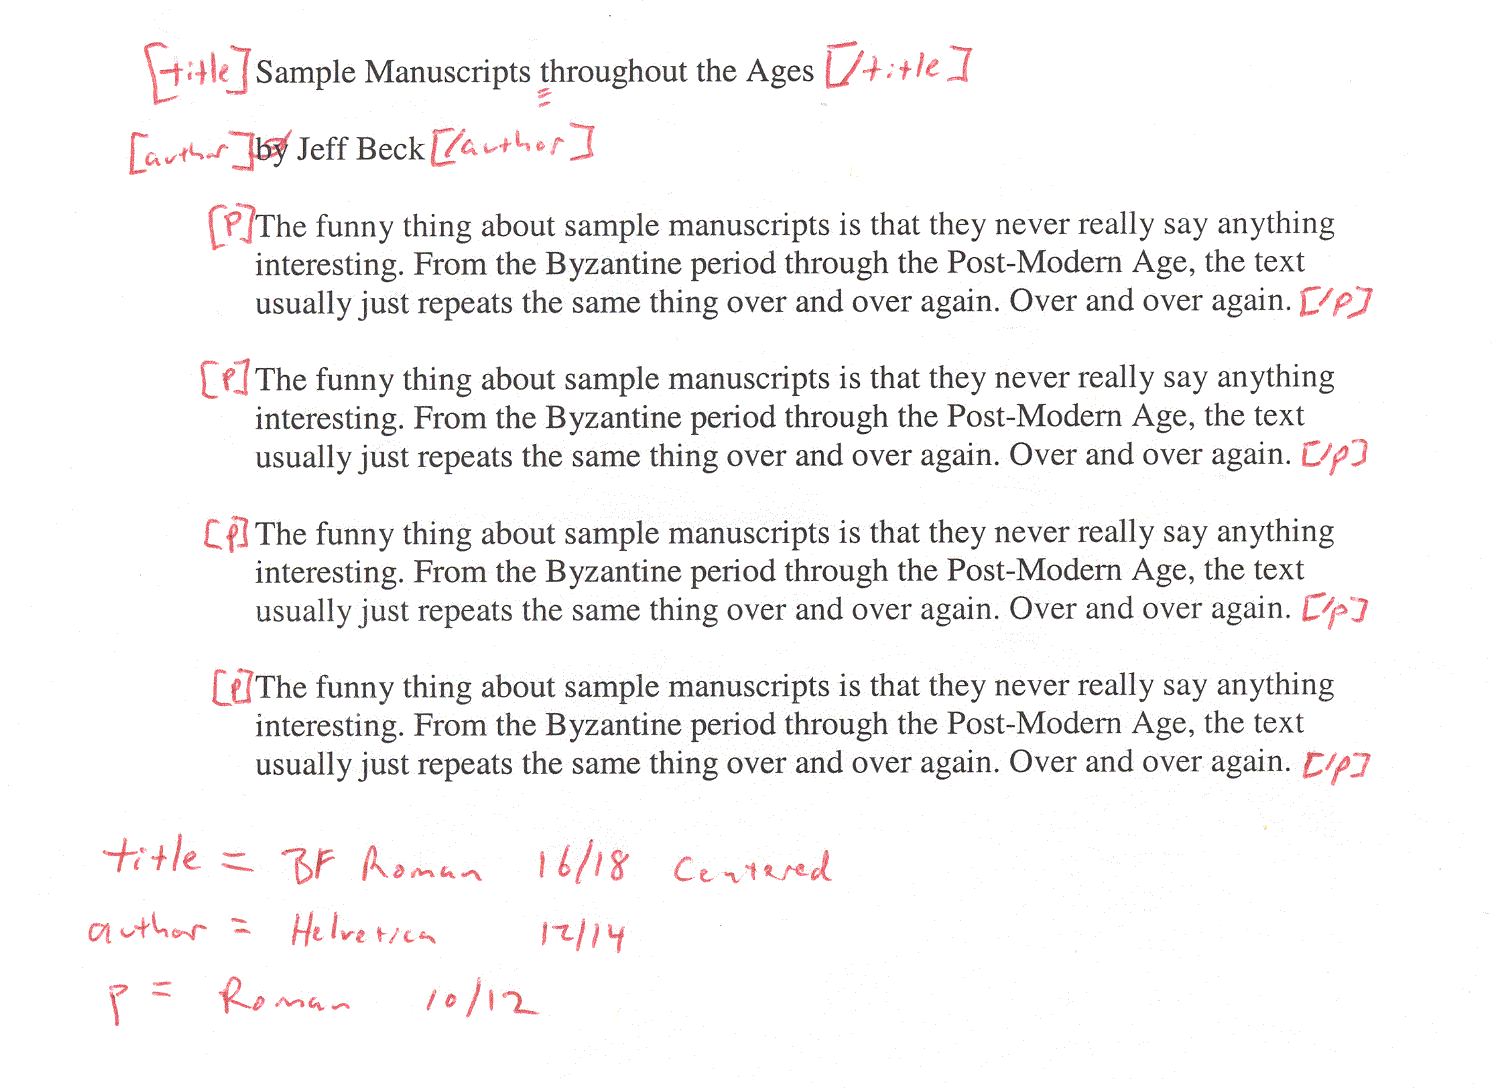 [title] Sample Manuscripts throughout the Ages [/title]
[author] by Jeff Beck [/author]
[p] The funny thing about sample manuscripts is that they never really say anything
interesting. From the Byzantine period through the Post-Modern Age, the text
usually just repeats the same thing over and over again. Over and over again. [/p]
[p] The funny thing about sample manuscripts is that they never really say anything
interesting. From the Byzantine period through the Post-Modern Age, the text
usually just repeats the same thing over and over again. Over and over again. [/p]
[p] The funny thing about sample manuscripts is that they never really say anything
interesting. From the Byzantine period through the Post-Modern Age, the text
usually just repeats the same thing over and over again. Over and over again. [/p]
[p] The funny thing about sample manuscripts is that they never really say anything
interesting. From the Byzantine period through the Post-Modern Age, the text
usually just repeats the same thing over and over again. Over and over again. [/p]
title = BF Roman 16/18 Centered
author = Helvetica 12/14
p = Roman 10/12